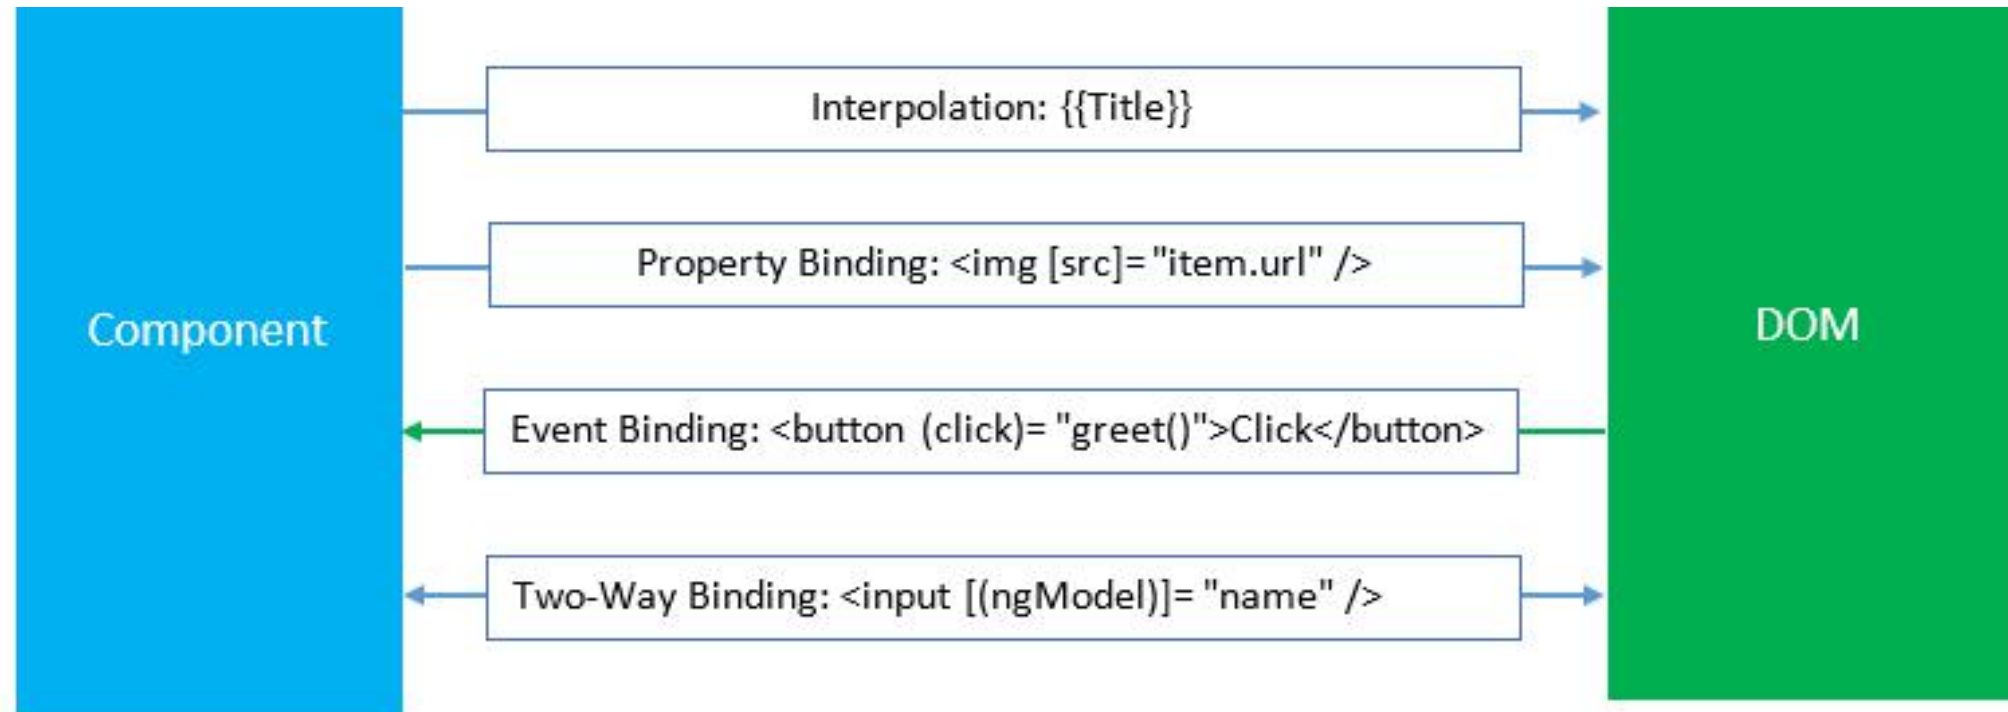 Interpolation: {{Title}}
Property Binding: <img [src]= "item.url" />
Component
DOM
Event Binding: <button (click)= "greet()">Click</button>
Two-Way Binding: <input [(ngModel)]= "name" />